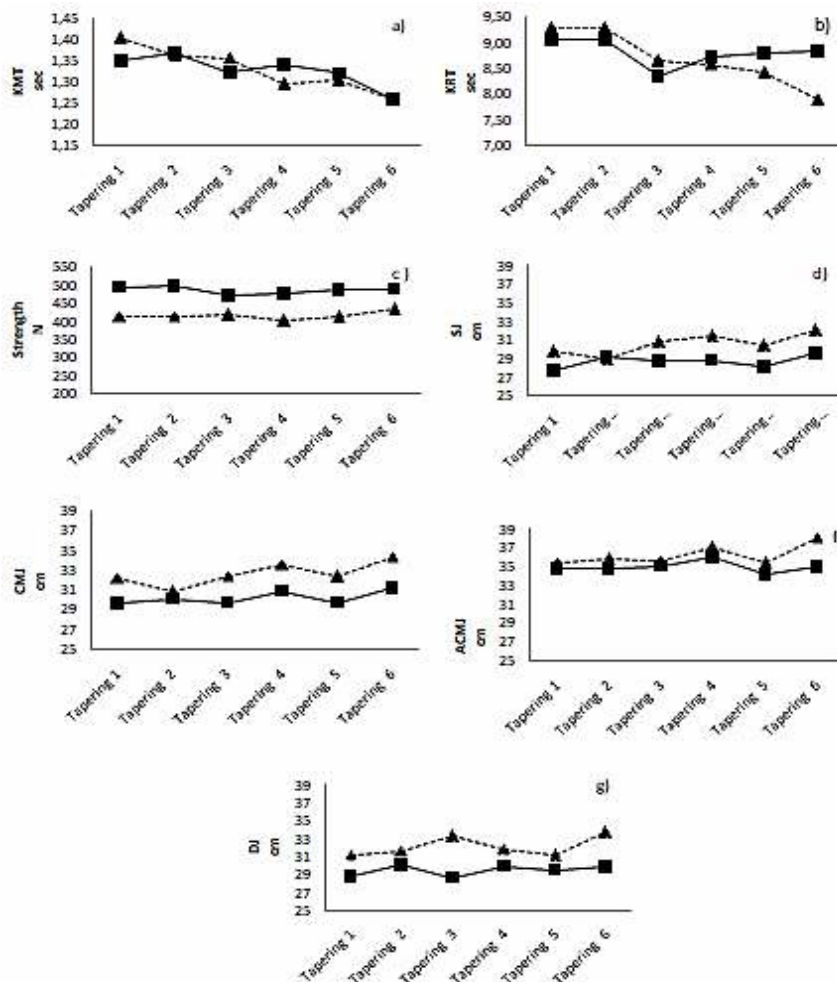 a)
KMT
sec
1,45
1,40
1,35
1,30
1,25
1,20
1,15
Tapering 1
Tapering 2
Tapering 3
Tapering 4
Tapering 5
Tapering 6
b)
KRT
sec
9,50
9,00
8,50
8,00
7,50
7,00
Tapering 1
Tapering 2
Tapering 3
Tapering 4
Tapering 5
Tapering 6
c)
Strength
N
550
500
450
400
350
300
250
200
Tapering 1
Tapering 2
Tapering 3
Tapering 4
Tapering 5
Tapering 6
d)
SJ
cm
39
37
35
33
31
29
27
25
Tapering 1
Tapering ...
Tapering ...
Tapering ...
Tapering ...
Tapering ...
CMJ
cm
39
37
35
33
31
29
27
25
Tapering 1
Tapering 2
Tapering 3
Tapering 4
Tapering 5
Tapering 6
ACMJ
cm
39
37
35
33
31
29
27
25
Tapering 1
Tapering 2
Tapering 3
Tapering 4
Tapering 5
Tapering 6
g)
DJ
cm
39
37
35
33
31
29
27
25
Tapering 1
Tapering 2
Tapering 3
Tapering 4
Tapering 5
Tapering 6